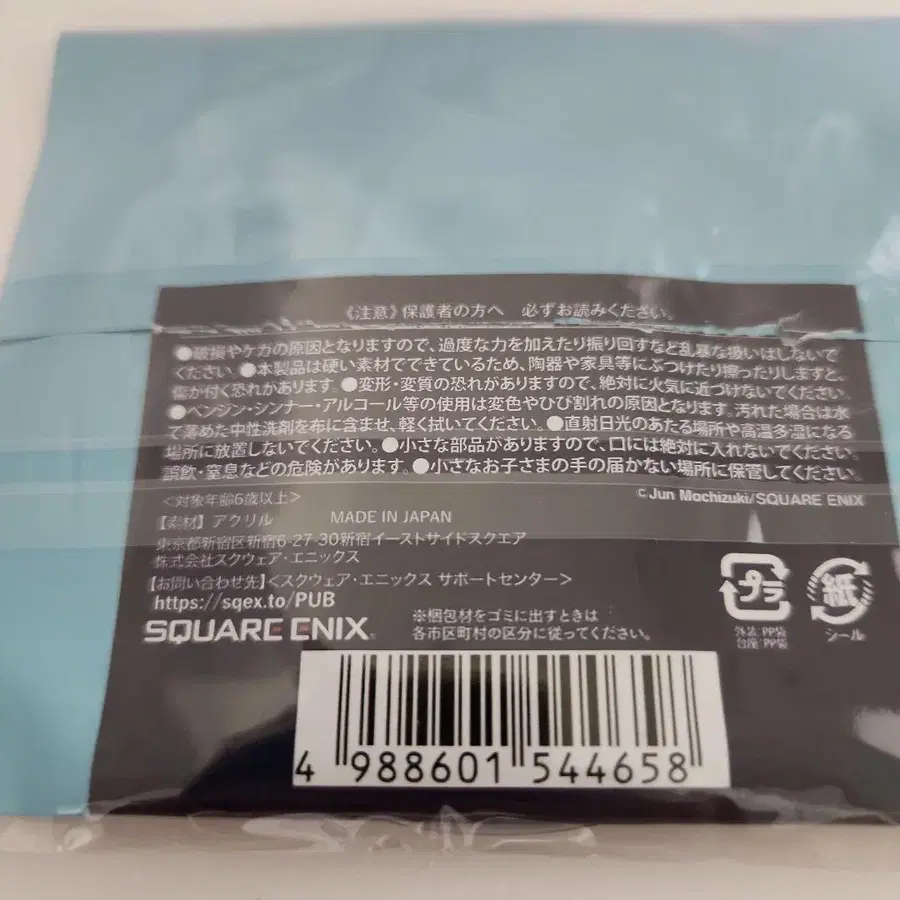 《注意》保護者の方へ　必ずお読みください。
●破損やケガの原因となりますので、過度な力を加えたり振り回すなど乱暴な扱いはしないで
ください。●本製品は硬い素材でできているため、陶器や家具等にぶつけたり擦ったりしますと、
傷が付く恐れがあります。●変形・変質の恐れがありますので、絶対に火気に近づけないでください。
●ベンジン・シンナー・アルコール等の使用は変色やひび割れの原因となります。汚れた場合は水
で薄めた中性洗剤を布に含ませ、軽く拭いてください。●直射日光のあたる場所や高温多湿になる
場所に放置しないでください。●小さな部品がありますので、口には絶対に入れないでください。
誤飲・窒息などの危険があります。●小さなお子さまの手の届かない場所に保管してください。
©Jun Mochizuki/SQUARE ENIX
＜対象年齢6歳以上＞
【素材】アクリル　MADE IN JAPAN
東京都新宿区新宿6-27-30新宿イーストサイドスクエア
株式会社スクウェア・エニックス
【お問い合わせ先】＜スクウェア・エニックス サポートセンター＞
https://sqex.to/PUB
SQUARE ENIX®
※梱包材をゴミに出すときは
各市区町村の区分に従ってください。
プラ
外装:PP袋
台座:PP袋
紙
シール
4 988601 544658